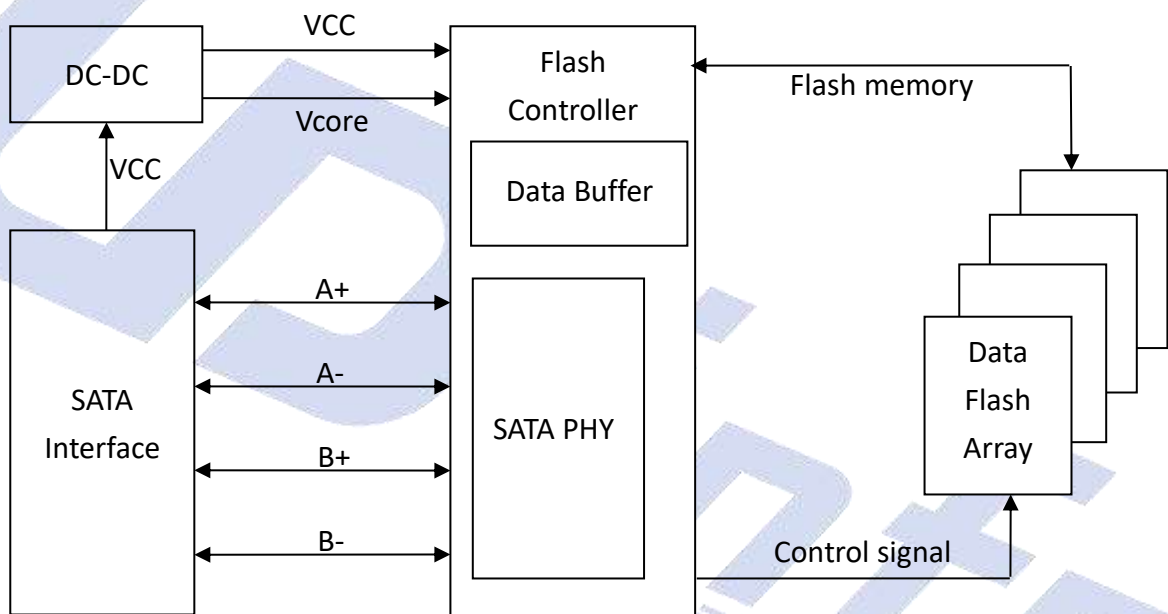 VCC
DC-DC
Vcore
VCC
Flash
Controller
Flash memory
Data Buffer
A+
A-
B+
B-
SATA
Interface
SATA PHY
Data
Flash
Array
Control signal